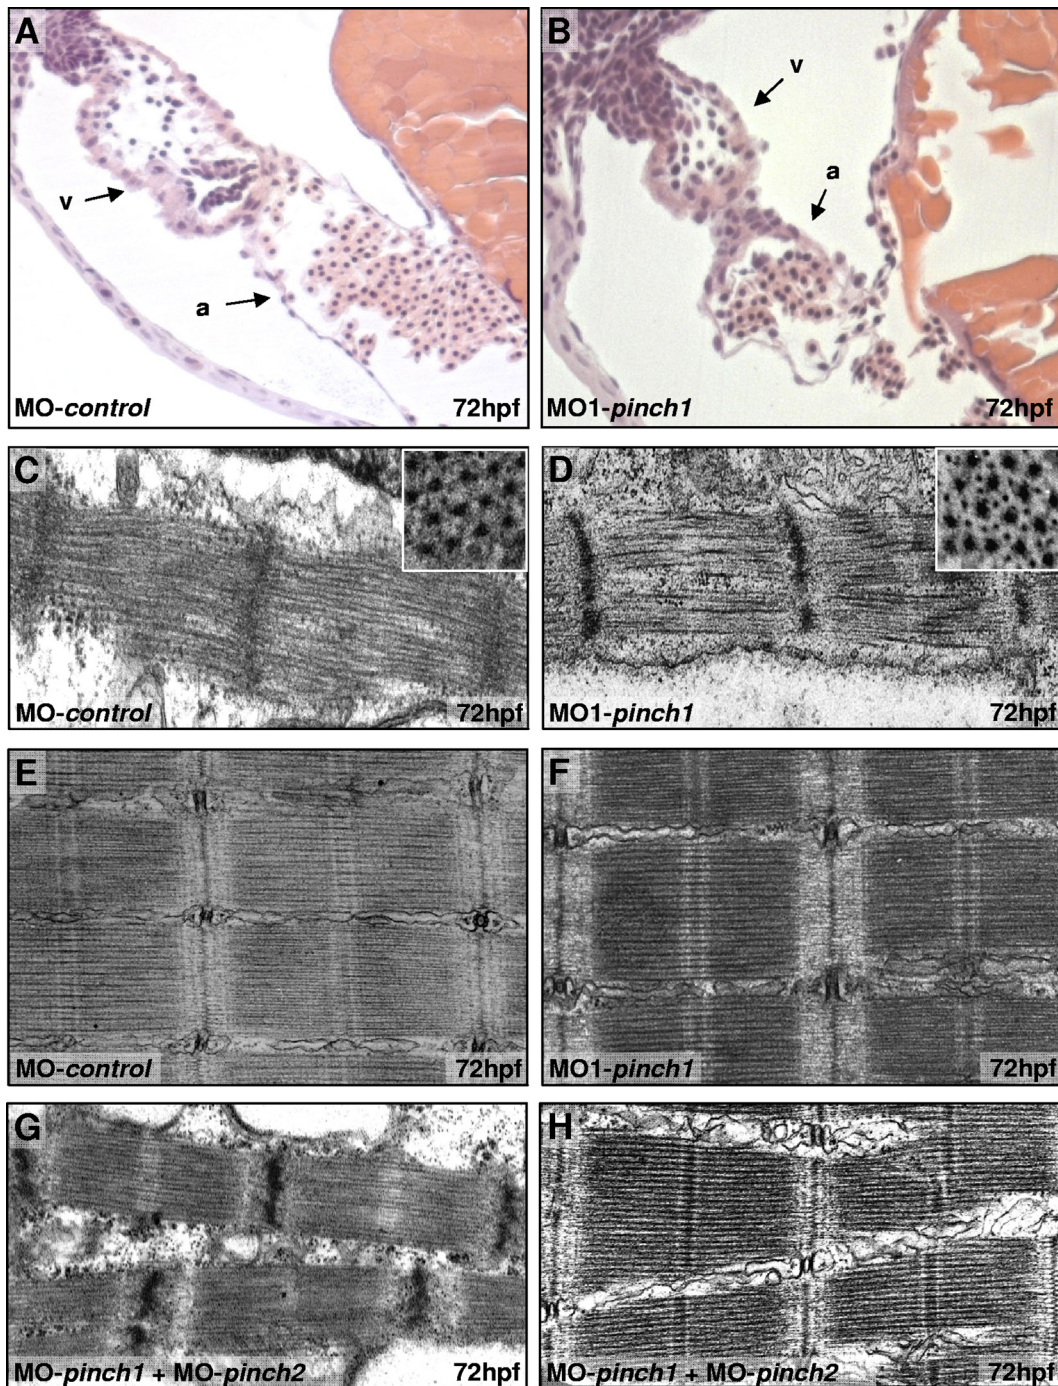 A
B
v
a
v
a
MO-control
72hpf
MO1-pinch1
72hpf
C
D
MO-control
72hpf
MO1-pinch1
72hpf
E
F
MO-control
72hpf
MO1-pinch1
72hpf
G
H
MO-pinch1 + MO-pinch2
72hpf
MO-pinch1 + MO-pinch2
72hpf